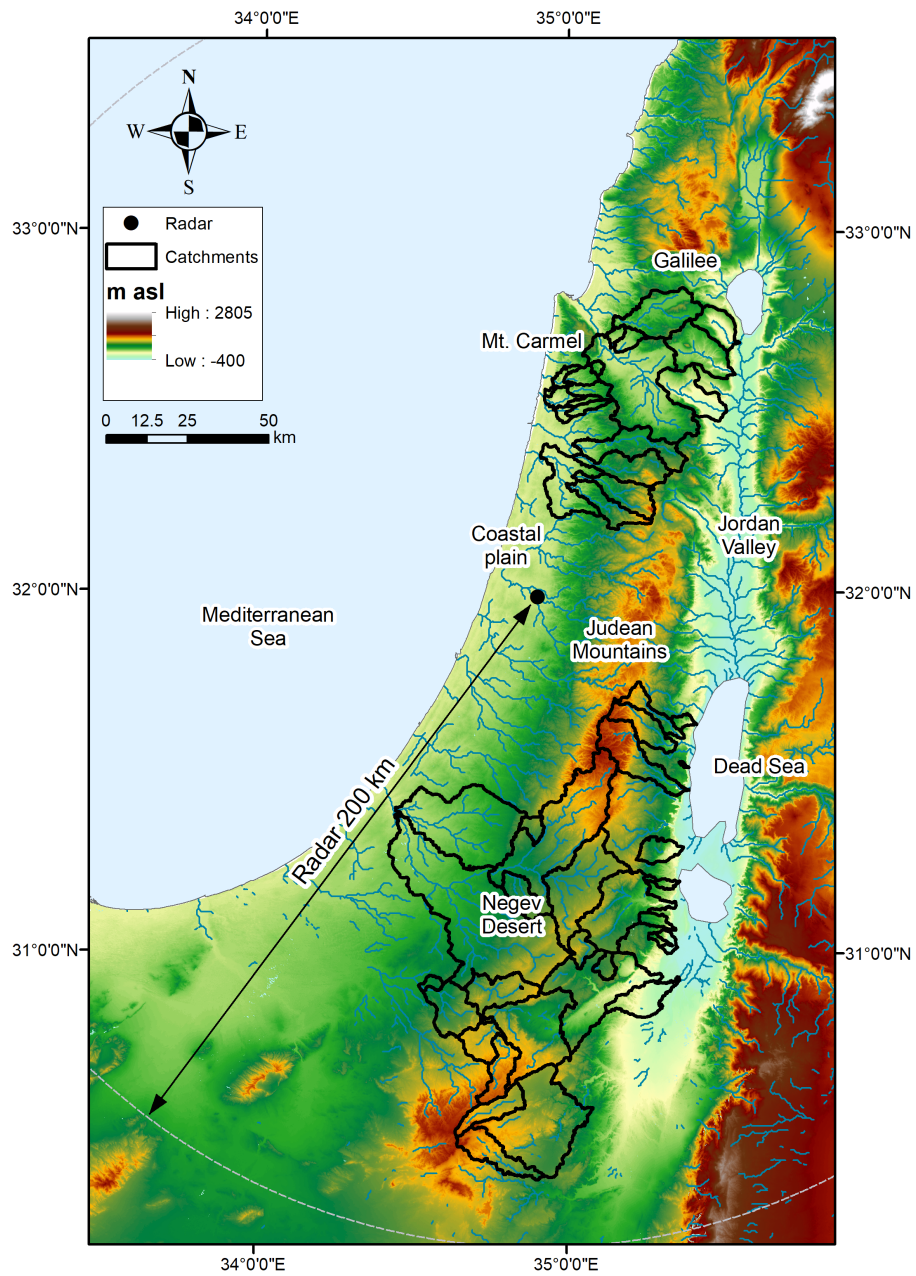 34°0'0"E 35°0'0"E
N
W E
S
33°0'0"N 33°0'0"N
Radar
Catchments
m asl
High : 2805
Low : -400
0 12.5 25 50
km
Galilee
Mt. Carmel
Coastal
plain
Jordan
Valley
32°0'0"N 32°0'0"N
Mediterranean
Sea
Judean
Mountains
Dead Sea
Radar 200 km
Negev
Desert
31°0'0"N 31°0'0"N
34°0'0"E 35°0'0"E